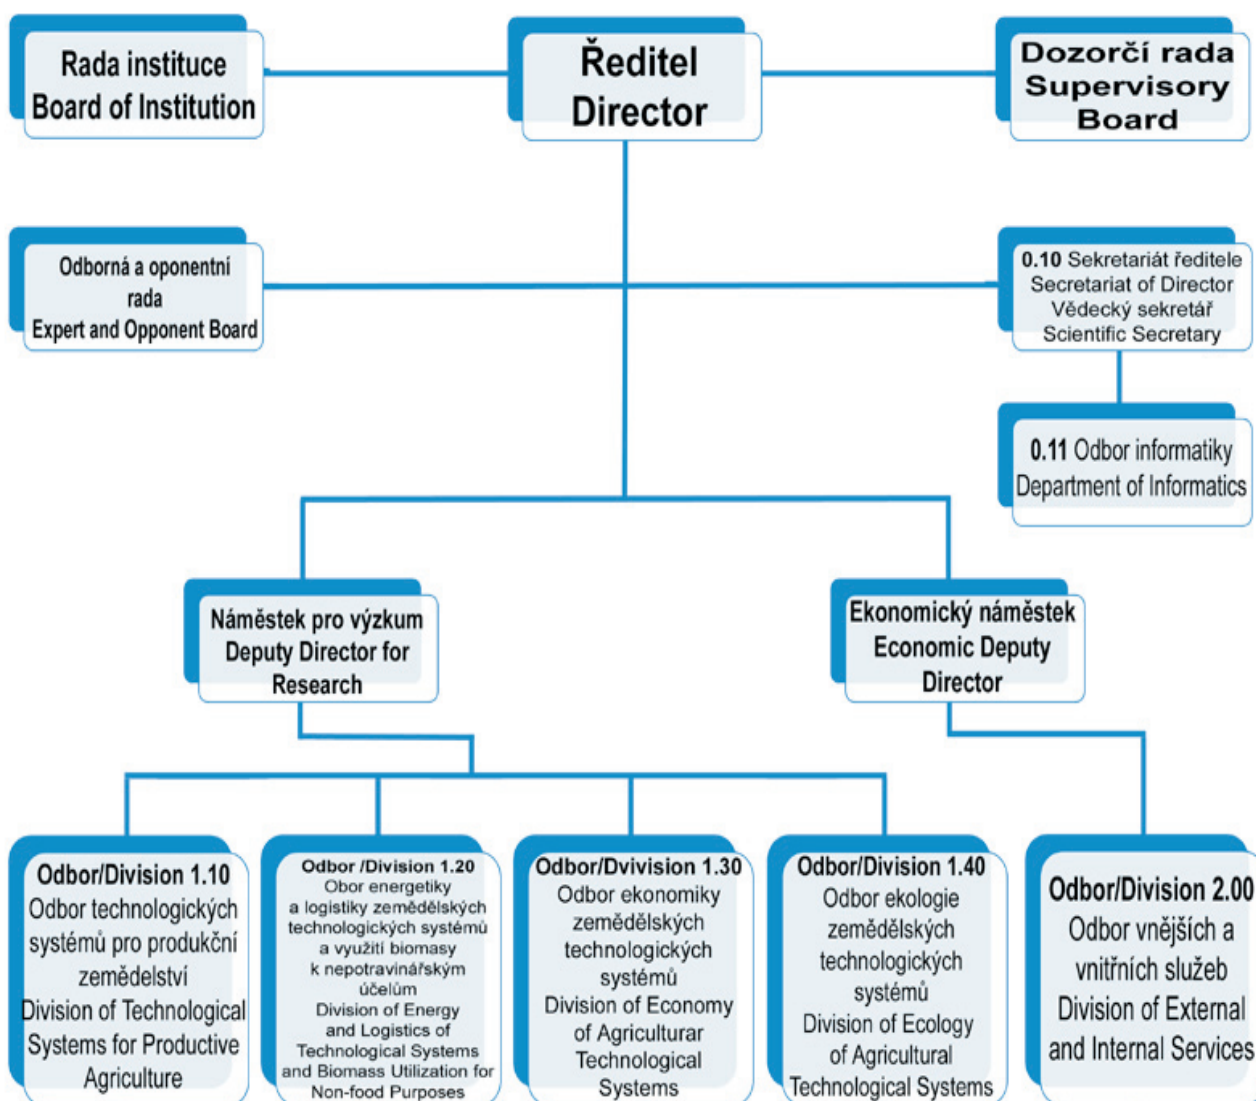 Rada instituce
Board of Institution
Ředitel
Director
Dozorčí rada
Supervisory
Board
Odborná a oponentní
rada
Expert and Opponent Board
0.10 Sekretariát ředitele
Secretariat of Director
Vědecký sekretář
Scientific Secretary
0.11 Odbor informatiky
Department of Informatics
Náměstek pro výzkum
Deputy Director for
Research
Ekonomický náměstek
Economic Deputy
Director
Odbor/Division 1.10
Odbor technologických
systémů pro produkční
zemědelství
Division of Technological
Systems for Productive
Agriculture
Odbor /Division 1.20
Obor energetiky
a logistiky zemědělských
technologických systémů
a využití biomasy
k nepotravinářským
účelům
Division of Energy
and Logistics of
Technological Systems
and Biomass Utilization for
Non-food Purposes
Odbor/Dvivision 1.30
Odbor ekonomiky
zemědělských
technologických
systémů
Division of Economy
of Agriculturar
Technological
Systems
Odbor/Division 1.40
Odbor ekologie
zemědělských
technologických
systémů
Division of Ecology
of Agricultural
Technological Systems
Odbor/Division 2.00
Odbor vnějších a
vnitřních služeb
Division of External
and Internal Services